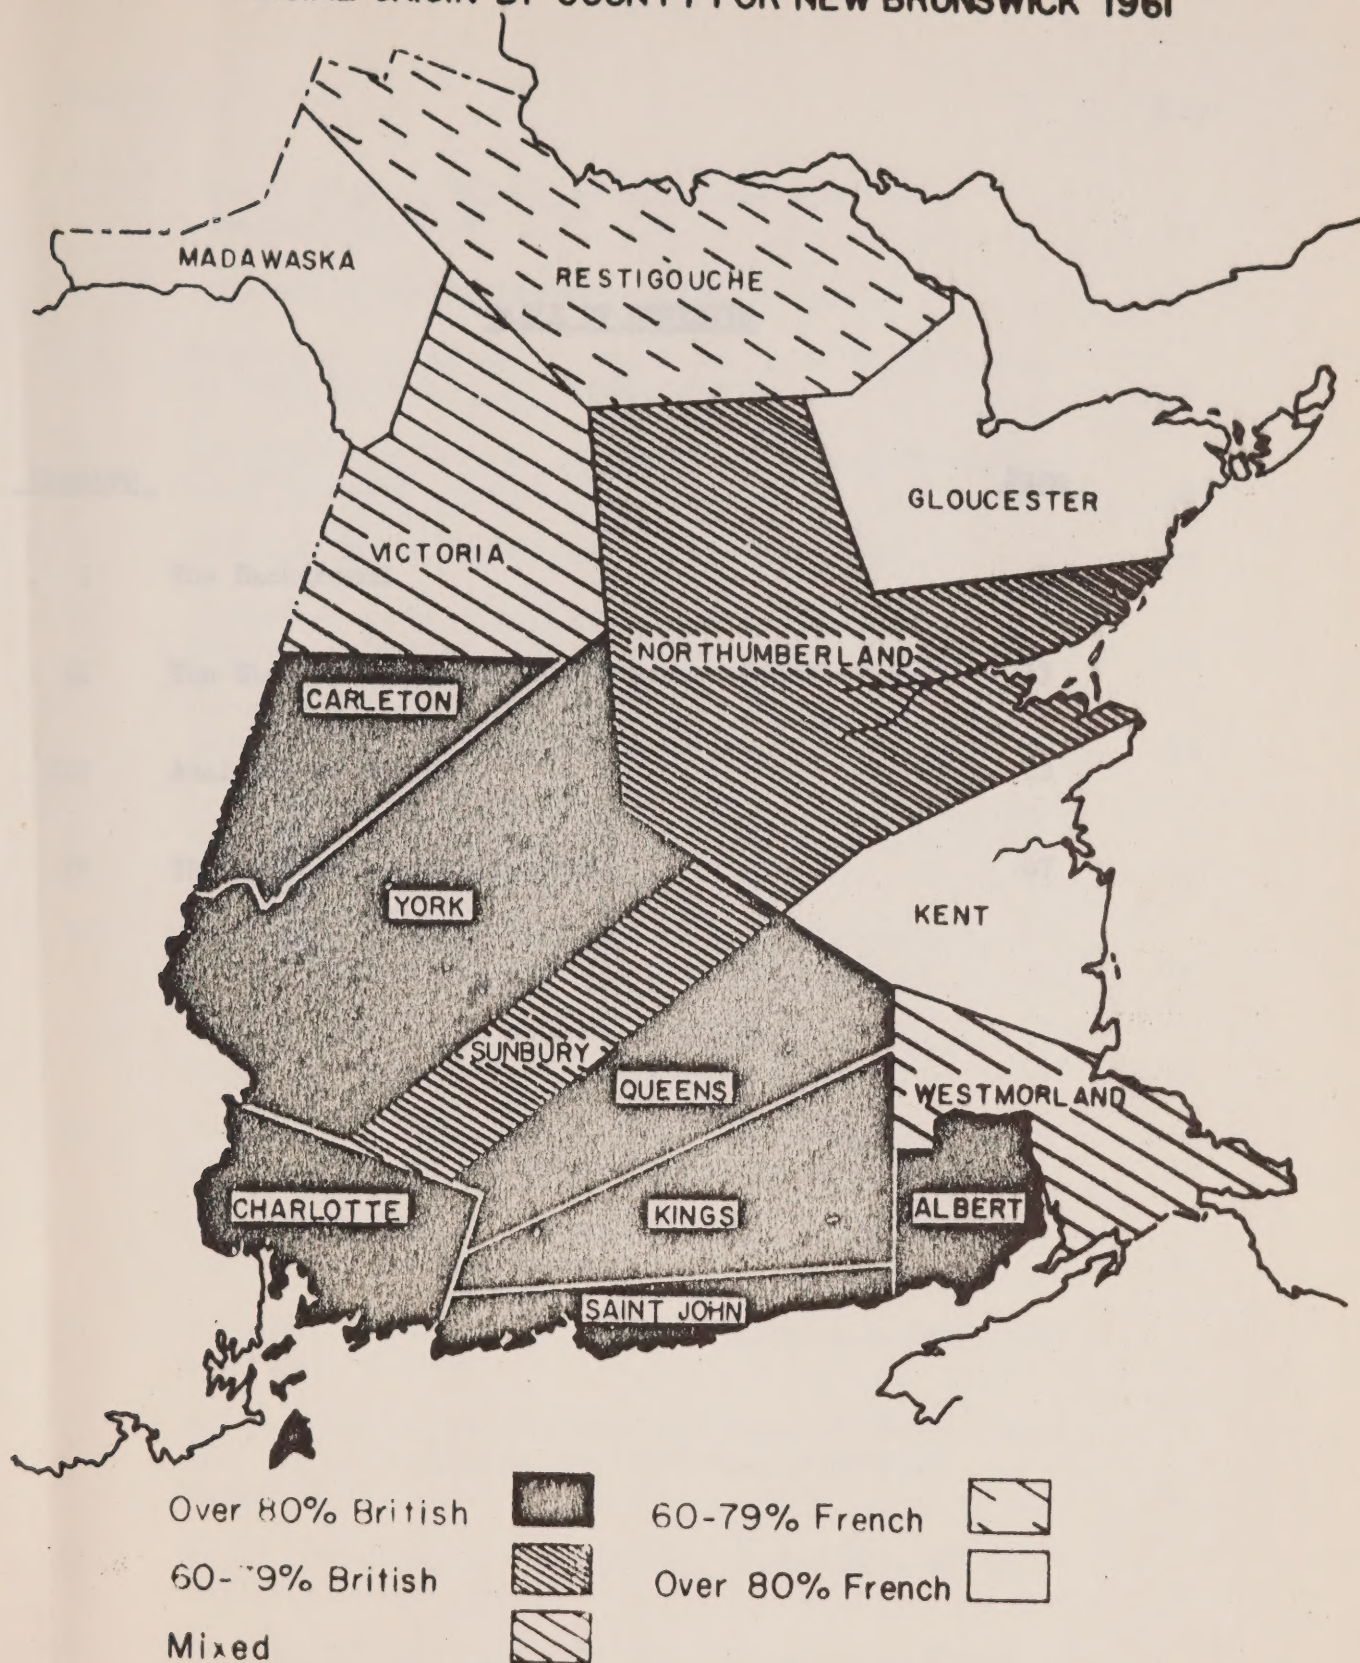 ORIGIN BY COUNTY FOR NEW BRUNSWICK 1961
MADAWASKA
RESTIGOUCHE
GLOUCESTER
VICTORIA
NORTHUMBERLAND
CARLETON
YORK
KENT
SUNBURY
QUEENS
WESTMORLAND
CHARLOTTE
KINGS
ALBERT
SAINT JOHN
Over 80% British
60-79% French
60-79% British
Over 80% French
Mixed